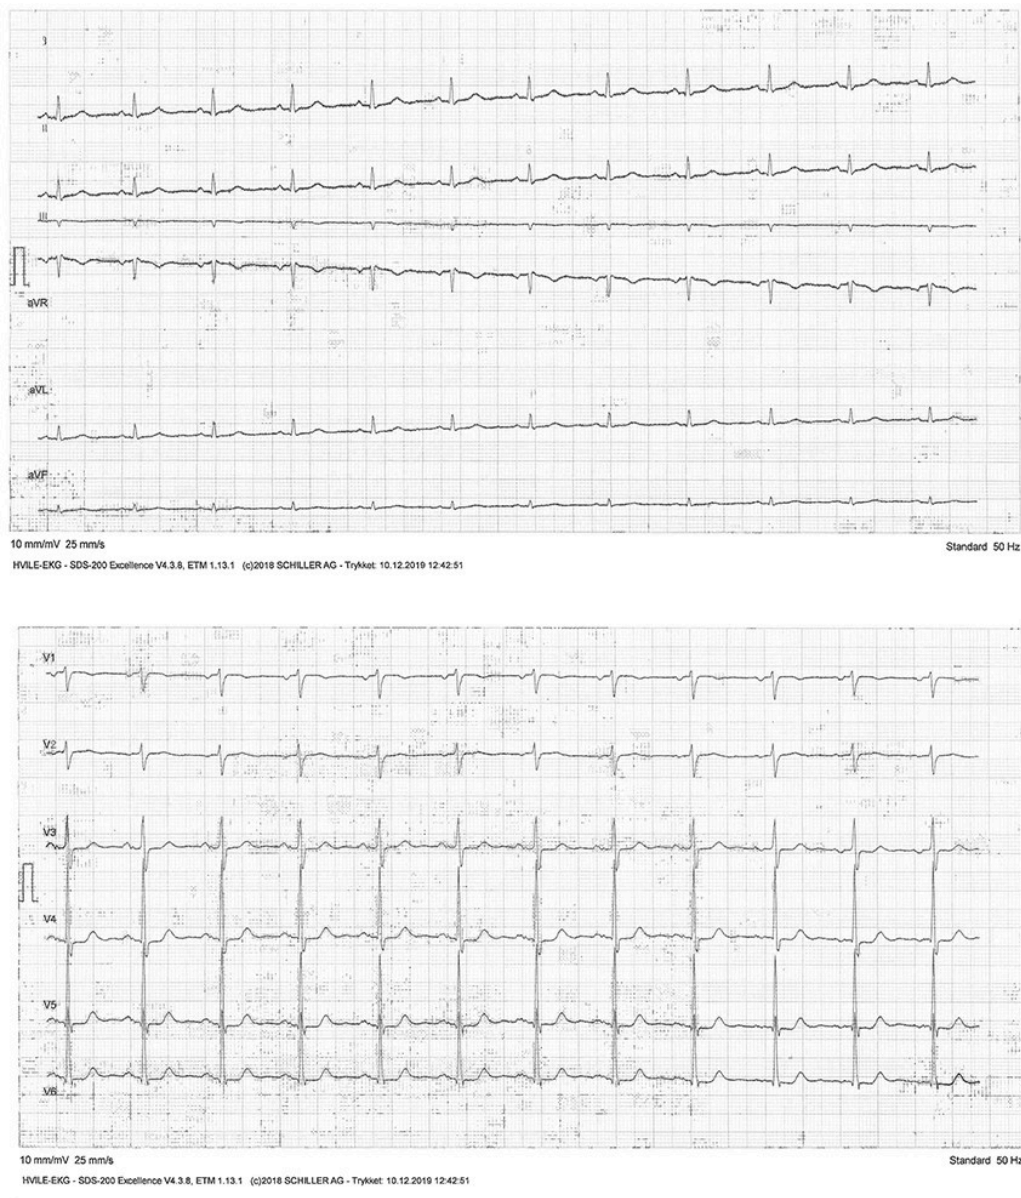 I
II
III
aVR
aVL
aVF
10 mm/mV 25 mm/s
Standard 50 Hz
HVILE-EKG - SDS-200 Excellence V4.3.8, ETM 1.13.1 (c)2018 SCHILLER AG - Trykket: 10.12.2019 12:42:51
V1
V2
V3
V4
V5
V6
10 mm/mV 25 mm/s
Standard 50 Hz
HVILE-EKG - SDS-200 Excellence V4.3.8, ETM 1.13.1 (c)2018 SCHILLER AG - Trykket: 10.12.2019 12:42:51